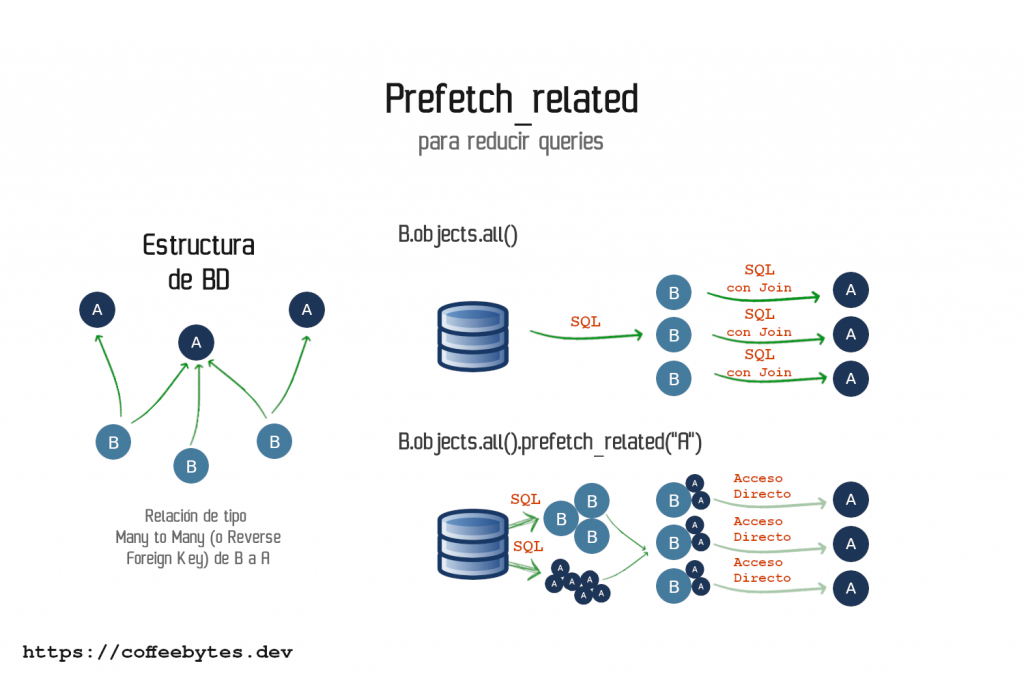 Prefetch_related
para reducir queries
Estructura
de BD
A
A
A
B
B
B
Relación de tipo
Many to Many (o Reverse
Foreign Key) de B a A
B.objects.all()
SQL
B
SQL
con Join
A
B
SQL
con Join
A
B
SQL
con Join
A
B.objects.all().prefetch_related("A")
SQL
SQL
B
B
B
A
A
A
A
A
A
B
A
A
Acceso
Directo
A
B
A
A
Acceso
Directo
A
B
A
A
Acceso
Directo
A
https://coffeebytes.dev